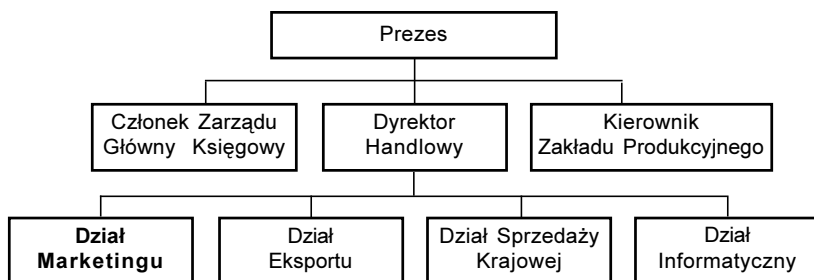 Prezes
Członek Zarządu
Główny Księgowy
Dyrektor
Handlowy
Kierownik
Zakładu Produkcyjnego
Dział
Marketingu
Dział
Eksportu
Dział Sprzedaży
Krajowej
Dział
Informatyczny